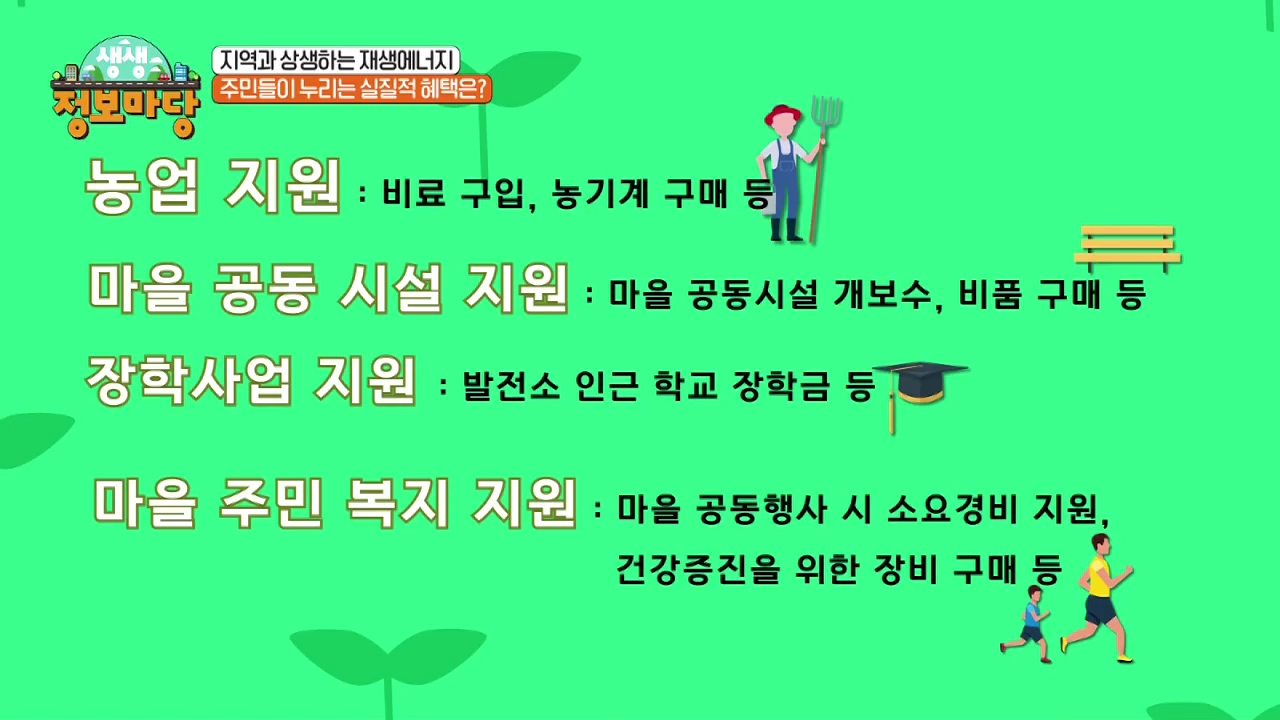 생생
정보마당
지역과 상생하는 재생에너지
주민들이 누리는 실질적 혜택은?
농업 지원 : 비료 구입, 농기계 구매 등
마을 공동 시설 지원 : 마을 공동시설 개보수, 비품 구매 등
장학사업 지원 : 발전소 인근 학교 장학금 등
마을 주민 복지 지원 : 마을 공동행사 시 소요경비 지원,
건강증진을 위한 장비 구매 등